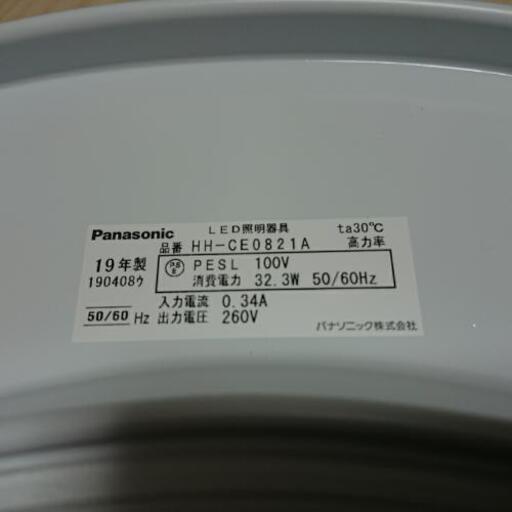 Panasonic LED照明器具 ta30℃
品番 HH-CE0821A 高力率
19年製 PSE PESL 100V
190408ｳ 消費電力 32.3W 50/60Hz
入力電流 0.34A
50/60 Hz 出力電圧 260V
パナソニック株式会社